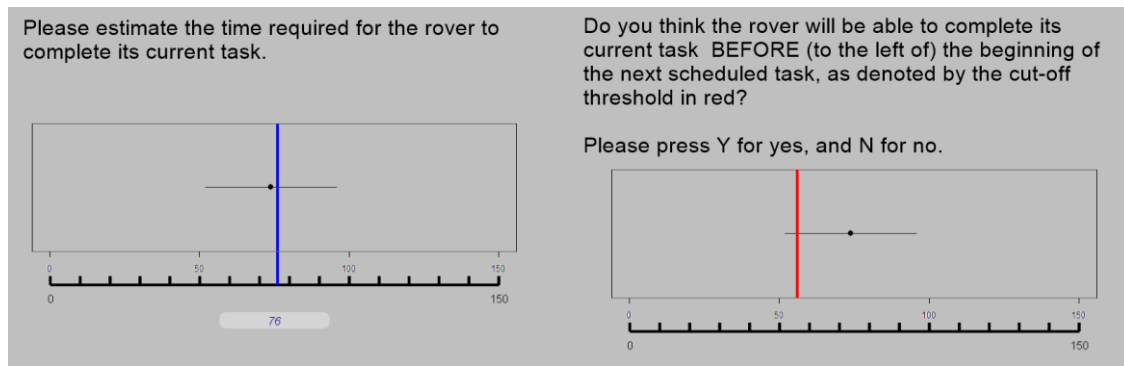 Please estimate the time required for the rover to
complete its current task.
0 50 100 150
0 150
76
Do you think the rover will be able to complete its
current task BEFORE (to the left of) the beginning of
the next scheduled task, as denoted by the cut-off
threshold in red?
Please press Y for yes, and N for no.
0 50 100 150
0 150